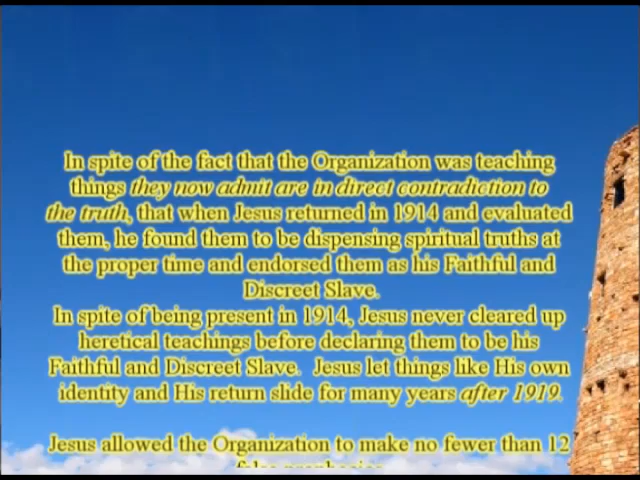 In spite of the fact that the Organization was teaching
things they now admit are in direct contradiction to
the truth, that when Jesus returned in 1914 and evaluated
them, he found them to be dispensing spiritual truths at
the proper time and endorsed them as his Faithful and
Discreet Slave.
In spite of being present in 1914, Jesus never cleared up
heretical teachings before declaring them to be his
Faithful and Discreet Slave. Jesus let things like His own
identity and His return slide for many years after 1919.
Jesus allowed the Organization to make no fewer than 12
false prophecies